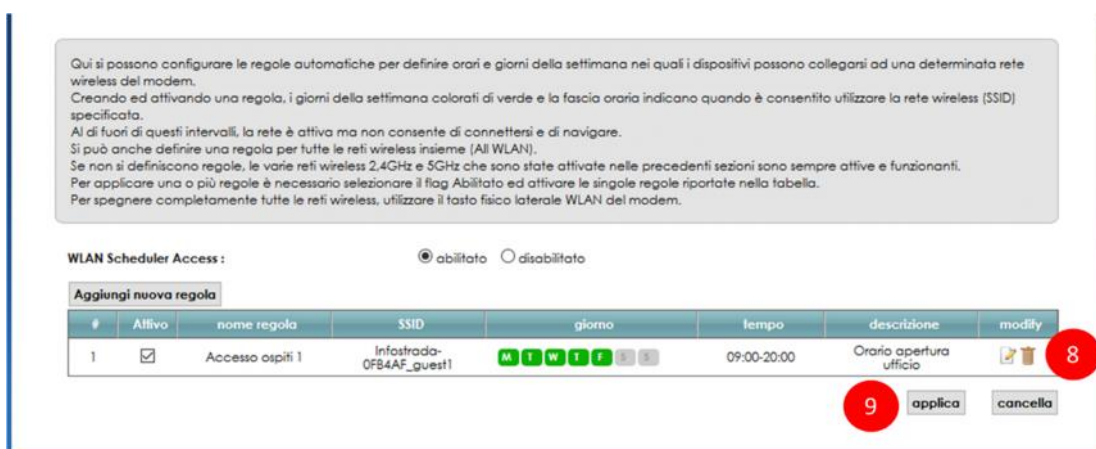 Qui si possono configurare le regole automatiche per definire orari e giorni della settimana nei quali i dispositivi possono collegarsi ad una determinata rete
wireless del modem.
Creando ed attivando una regola, i giorni della settimana colorati di verde e la fascia oraria indicano quando è consentito utilizzare la rete wireless (SSID)
specificata.
Al di fuori di questi intervalli, la rete è attiva ma non consente di connettersi e di navigare.
Si può anche definire una regola per tutte le reti wireless insieme (All WLAN).
Se non si definiscono regole, le varie reti wireless 2,4GHz e 5GHz che sono state attivate nelle precedenti sezioni sono sempre attive e funzionanti.
Per applicare una o più regole è necessario selezionare il flag Abilitato ed attivare le singole regole riportate nella tabella.
Per spegnere completamente tutte le reti wireless, utilizzare il tasto fisico laterale WLAN del modem.
WLAN Scheduler Access : abilitato disabilitato
Aggiungi nuova regola
# Attivo nome regola SSID giorno tempo descrizione modify
1 Accesso ospiti 1 Infostrada-0FB4AF_guest1 M T W T F S S 09:00-20:00 Orario apertura ufficio 8
9 applica cancella